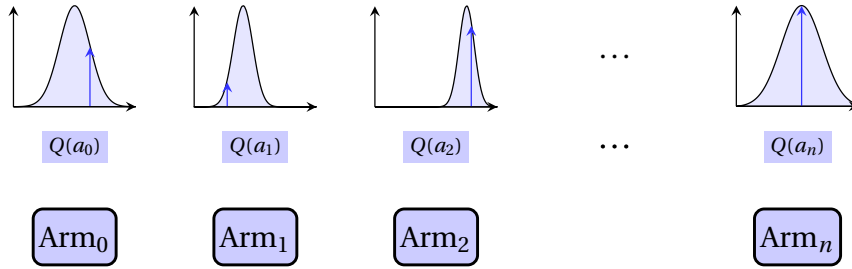 ...
Q(a₀) Q(a₁) Q(a₂) ... Q(aₙ)
Arm₀ Arm₁ Arm₂ Armₙ